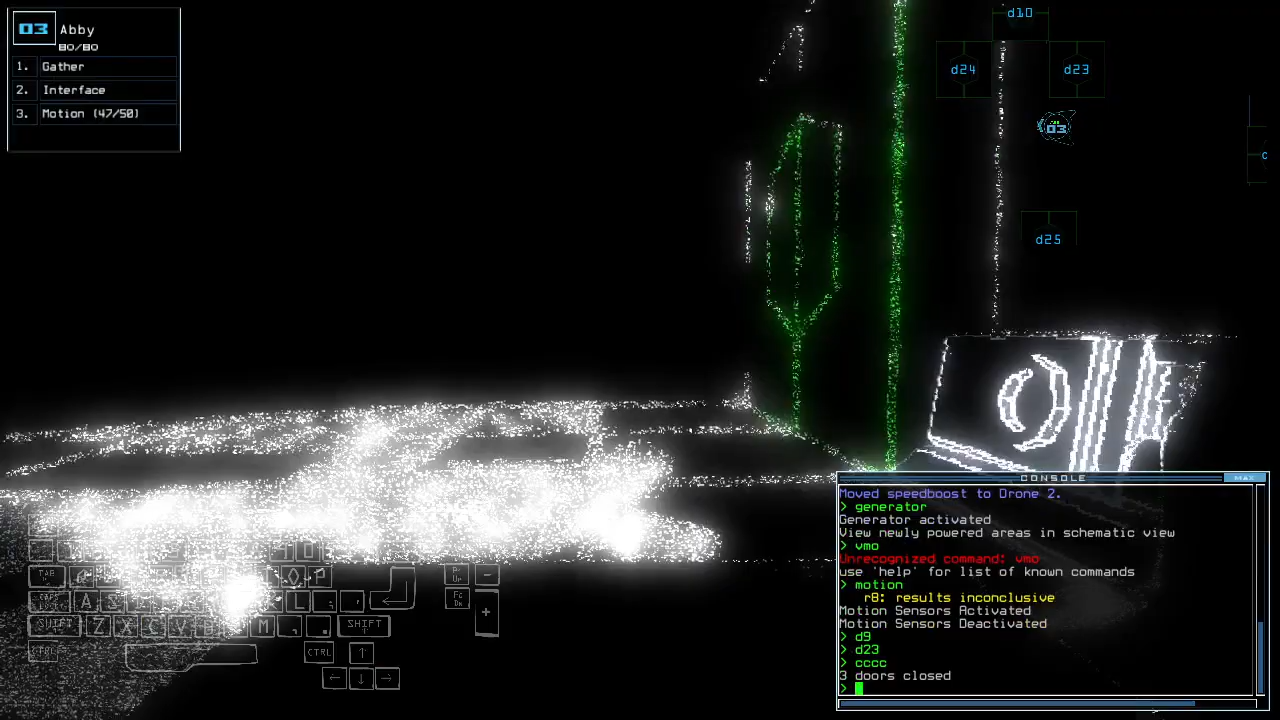 03 Abby
80/80
1. Gather
2. Interface
3. Motion (47/50)
d10
d24
d23
03
d25
CONSOLE
MAX
Moved speedboost to Drone 2.
> generator
Generator activated
View newly powered areas in schematic view
> vmo
Unrecognized command: vmo
use 'help' for list of known commands
> motion
r8: results inconclusive
Motion Sensors Activated
Motion Sensors Deactivated
> d9
> d23
> cccc
3 doors closed
>
TAB
P
A S L ; '
SHIFT Z X C V B M , . SHIFT
CTRL
CTRL
↑
← ↓ →
-
+